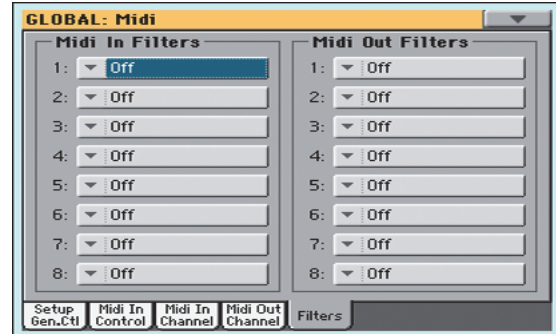 GLOBAL: Midi
Midi In Filters
1: Off
2: Off
3: Off
4: Off
5: Off
6: Off
7: Off
8: Off
Midi Out Filters
1: Off
2: Off
3: Off
4: Off
5: Off
6: Off
7: Off
8: Off
Setup Gen.Ctl
Midi In Control
Midi In Channel
Midi Out Channel
Filters